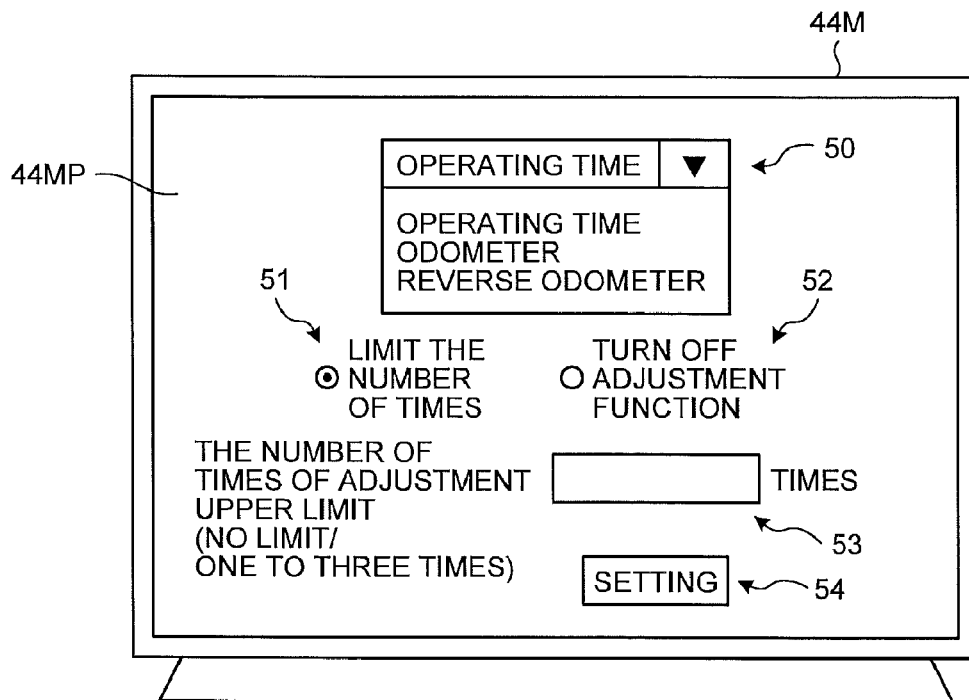 44M
44MP
OPERATING TIME ▼
50
OPERATING TIME
ODOMETER
REVERSE ODOMETER
51
52
LIMIT THE
NUMBER
OF TIMES
TURN OFF
ADJUSTMENT
FUNCTION
THE NUMBER OF
TIMES OF ADJUSTMENT
UPPER LIMIT
(NO LIMIT/
ONE TO THREE TIMES)
TIMES
53
SETTING
54